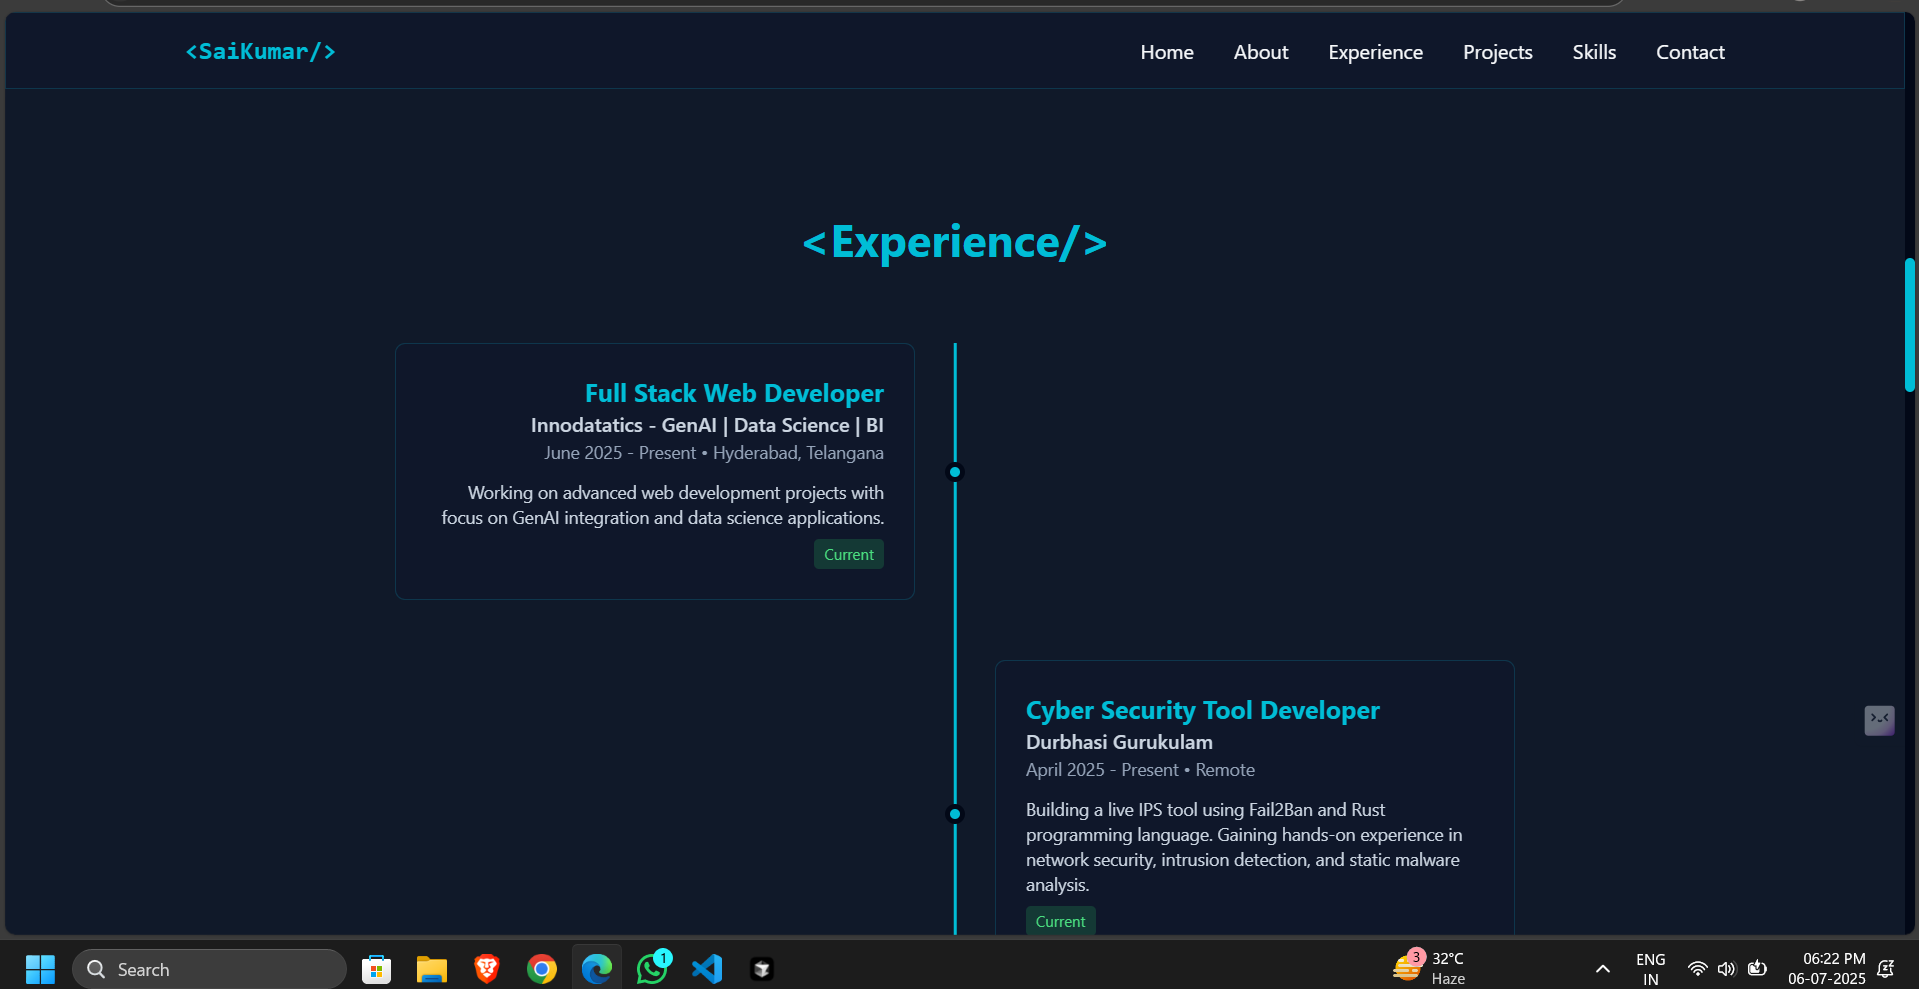 <SaiKumar/>
Home About Experience Projects Skills Contact
<Experience/>
Full Stack Web Developer
Innodatatics - GenAI | Data Science | BI
June 2025 - Present • Hyderabad, Telangana
Working on advanced web development projects with
focus on GenAI integration and data science applications.
Current
Cyber Security Tool Developer
Durbhasi Gurukulam
April 2025 - Present • Remote
Building a live IPS tool using Fail2Ban and Rust
programming language. Gaining hands-on experience in
network security, intrusion detection, and static malware
analysis.
Current
Search
1
3
32°C
Haze
ENG
IN
06:22 PM
06-07-2025